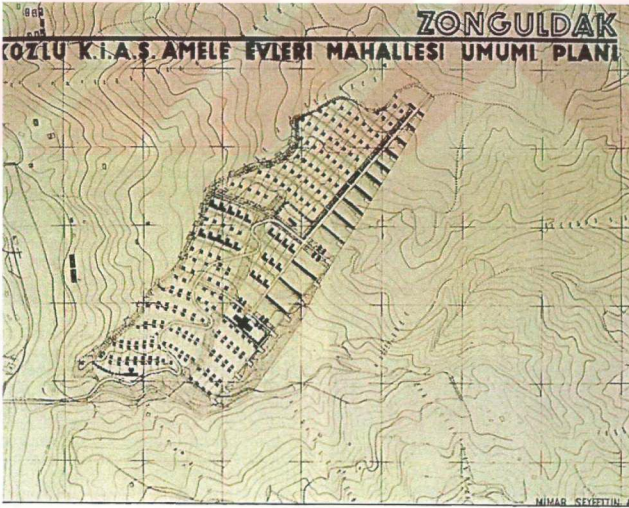 ZONGULDAK
KOZLU K.İ.A.Ş. AMELE EVLERİ MAHALLESİ UMUMİ PLANI
MİMAR SEYFETTİN